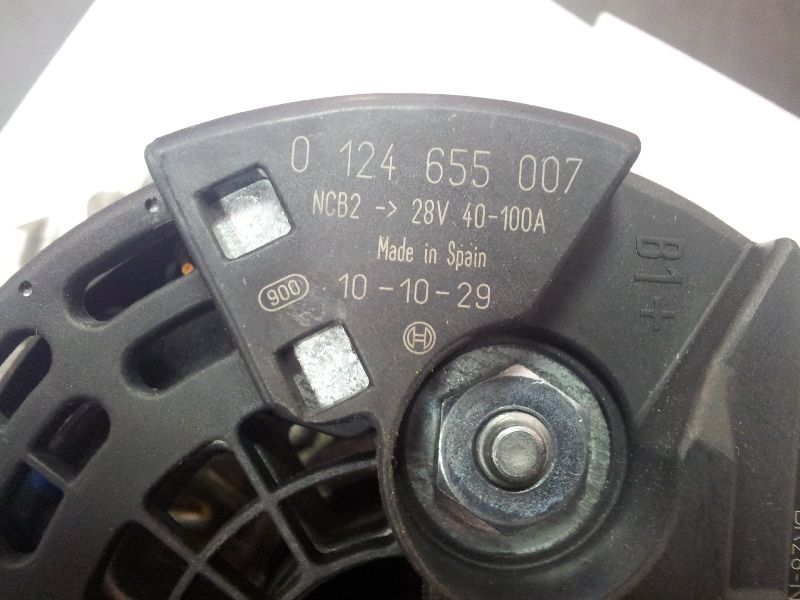 0 124 655 007
NCB2 -> 28V 40-100A
Made in Spain
900 10-10-29
B1+